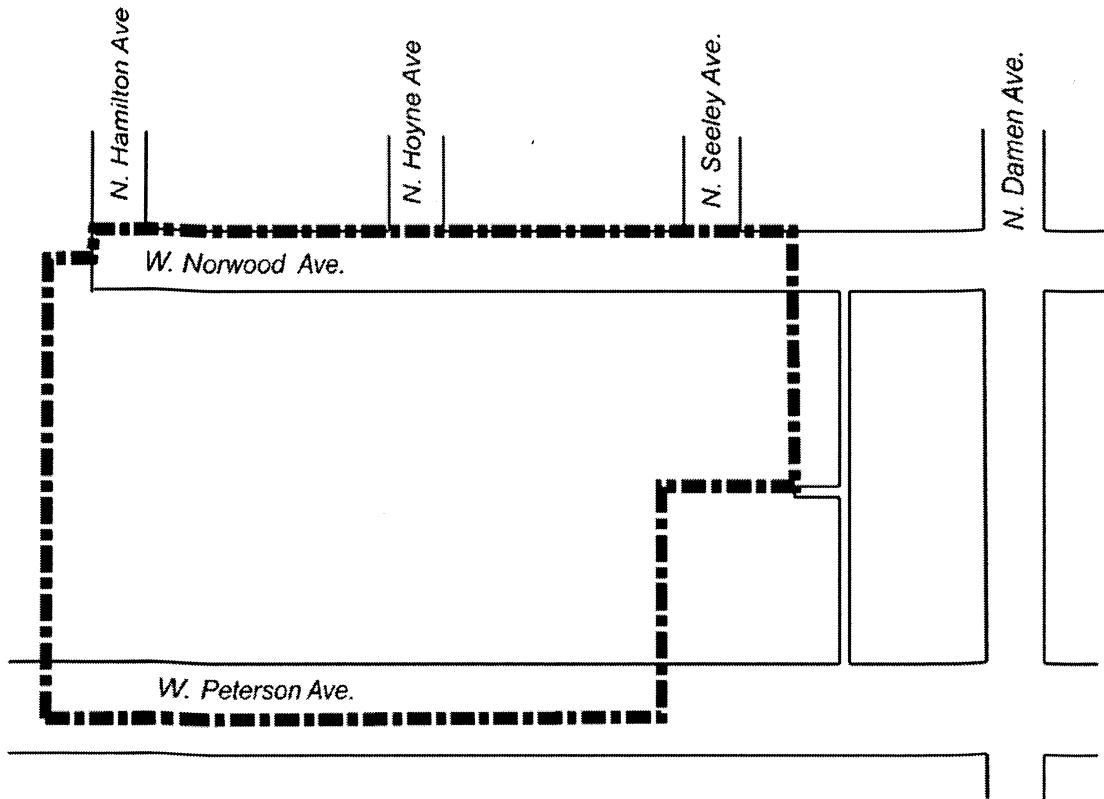 N. Hamilton Ave
N. Hoyne Ave
N. Seeley Ave.
N. Damen Ave.
W. Norwood Ave.
W. Peterson Ave.